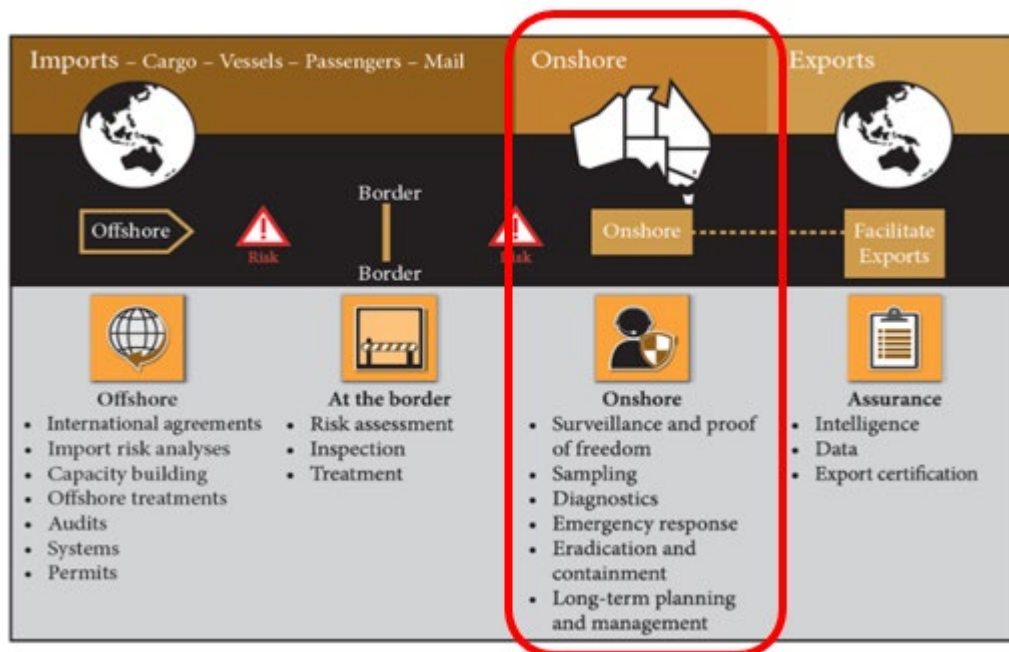 Imports – Cargo – Vessels – Passengers – Mail
Onshore
Exports
Offshore
Risk
Border
Border
Risk
Onshore
Facilitate
Exports
Offshore
• International agreements
• Import risk analyses
• Capacity building
• Offshore treatments
• Audits
• Systems
• Permits
At the border
• Risk assessment
• Inspection
• Treatment
Onshore
• Surveillance and proof
of freedom
• Sampling
• Diagnostics
• Emergency response
• Eradication and
containment
• Long-term planning
and management
Assurance
• Intelligence
• Data
• Export certification